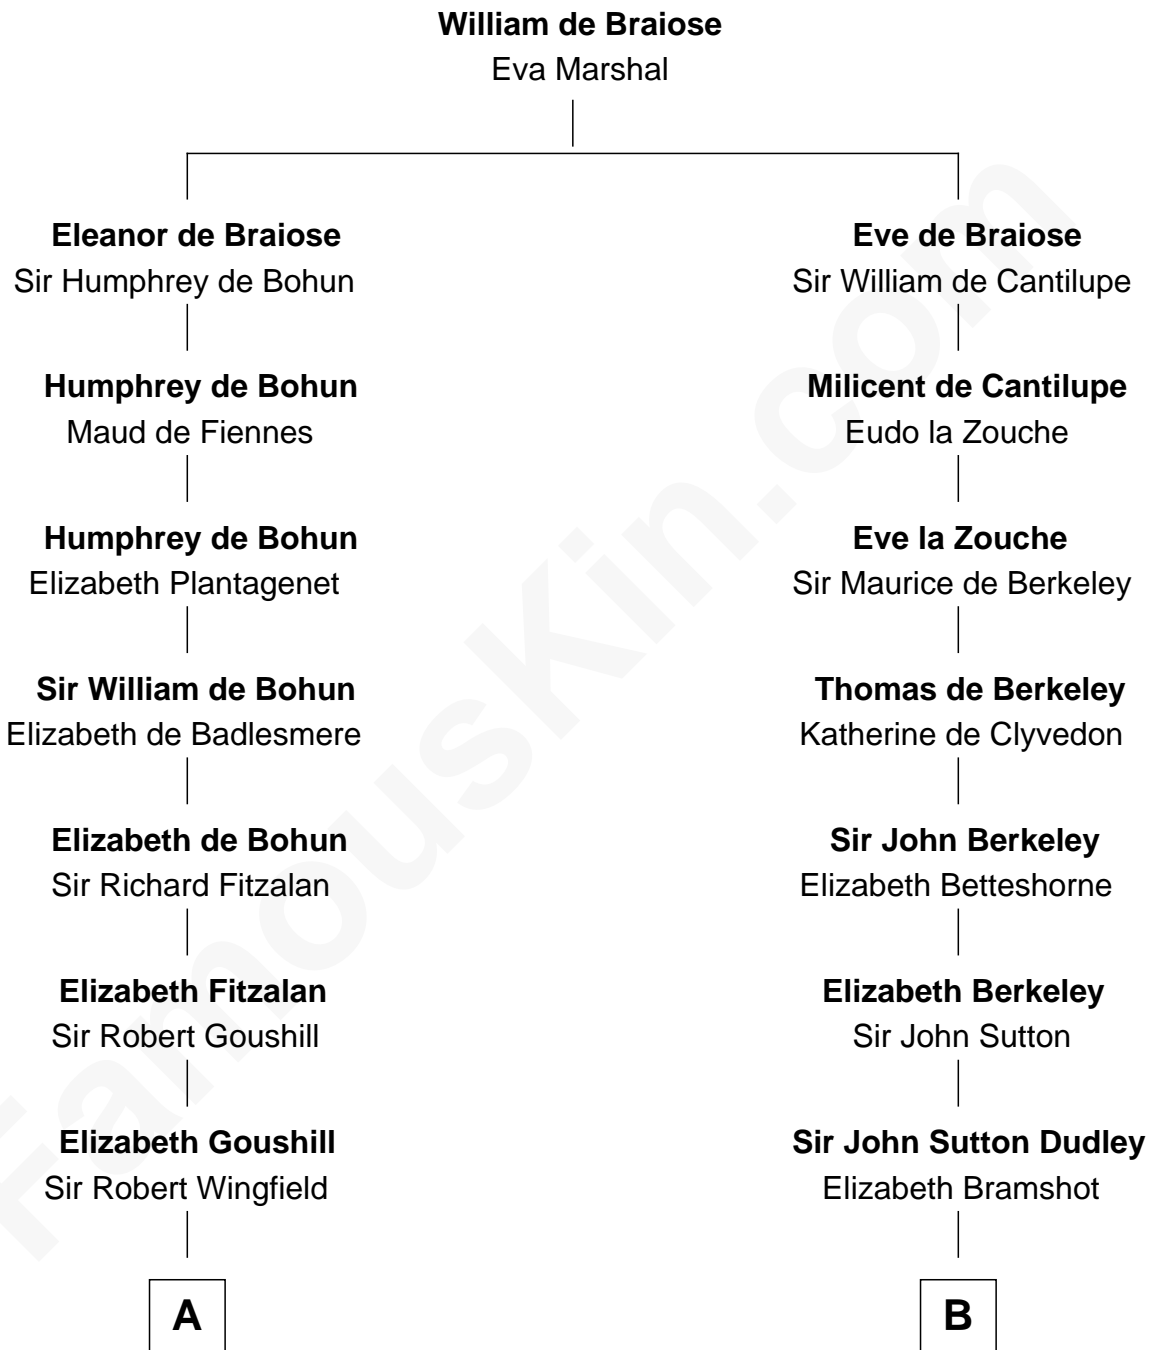 William de Braiose
Eva Marshal
Eleanor de Braiose
Sir Humphrey de Bohun
Humphrey de Bohun
Maud de Fiennes
Humphrey de Bohun
Elizabeth Plantagenet
Sir William de Bohun
Elizabeth de Badlesmere
Elizabeth de Bohun
Sir Richard Fitzalan
Elizabeth Fitzalan
Sir Robert Goushill
Elizabeth Goushill
Sir Robert Wingfield
A
Eve de Braiose
Sir William de Cantilupe
Milicent de Cantilupe
Eudo la Zouche
Eve la Zouche
Sir Maurice de Berkeley
Thomas de Berkeley
Katherine de Clyvedon
Sir John Berkeley
Elizabeth Betteshorne
Elizabeth Berkeley
Sir John Sutton
Sir John Sutton Dudley
Elizabeth Bramshot
B
FamousKin.com